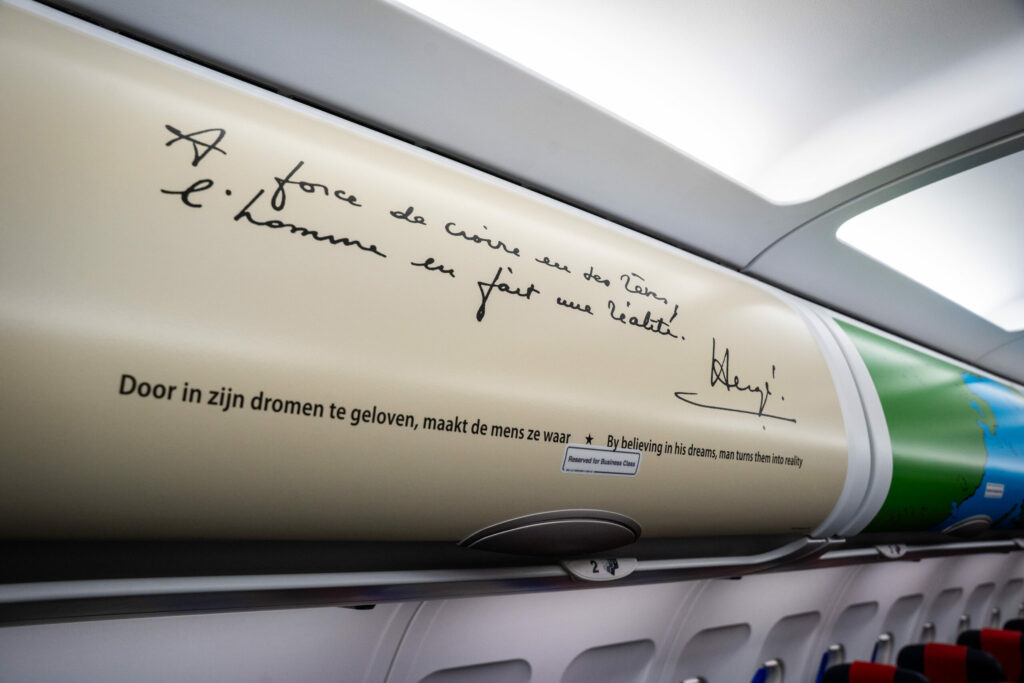 A force de croire en ses rêves,
l'homme en fait une réalité.
Hergé.
Door in zijn dromen te geloven, maakt de mens ze waar ★ By believing in his dreams, man turns them into reality
Reserved for Business Class
2